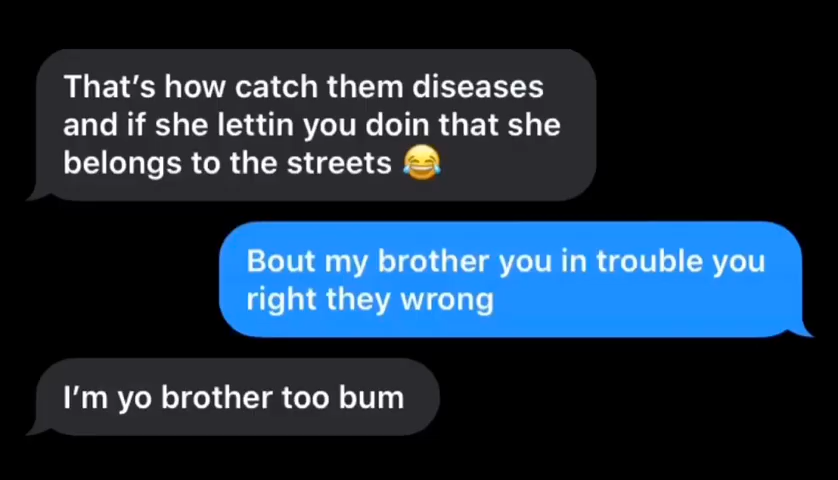 That's how catch them diseases
and if she lettin you doin that she
belongs to the streets 😂
Bout my brother you in trouble you
right they wrong
I'm yo brother too bum